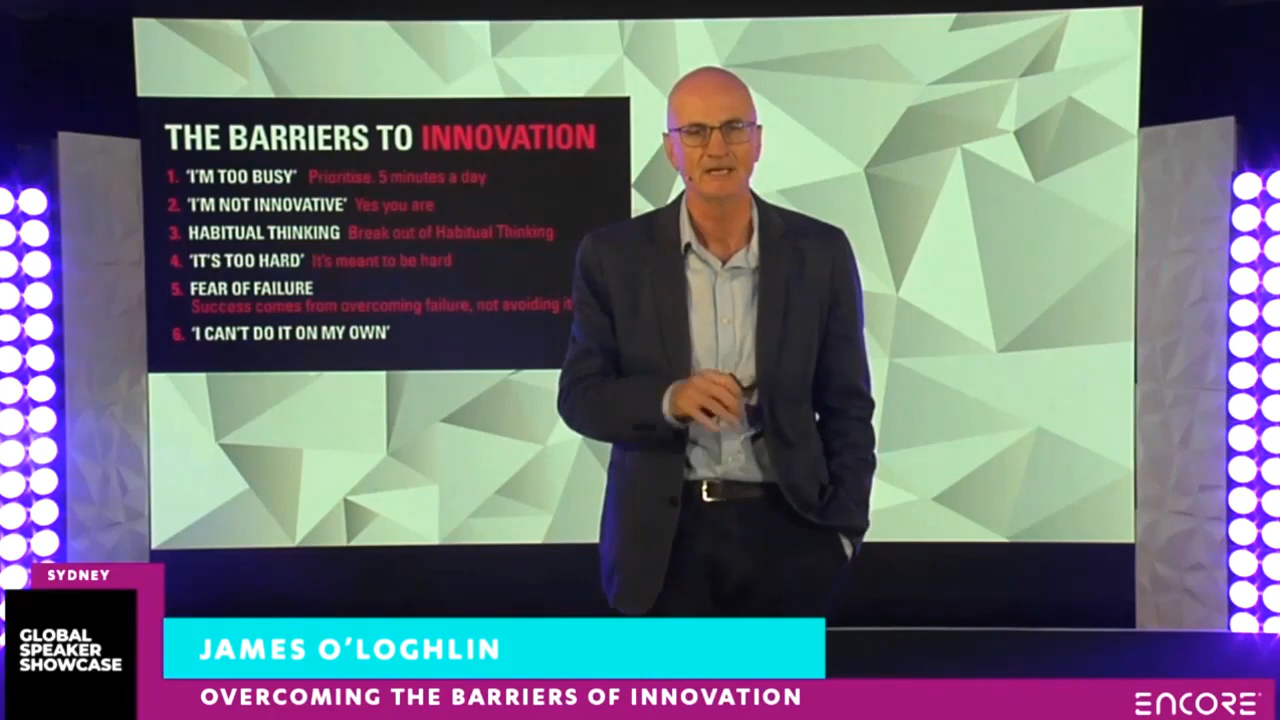 THE BARRIERS TO INNOVATION
1. 'I'M TOO BUSY' Prioritise. 5 minutes a day
2. 'I'M NOT INNOVATIVE' Yes you are
3. HABITUAL THINKING Break out of Habitual Thinking
4. 'IT'S TOO HARD' It's meant to be hard
5. FEAR OF FAILURE
Success comes from overcoming failure, not avoiding it
6. 'I CAN'T DO IT ON MY OWN'
SYDNEY
GLOBAL
SPEAKER
SHOWCASE
JAMES O'LOGHLIN
OVERCOMING THE BARRIERS OF INNOVATION
ENCORE